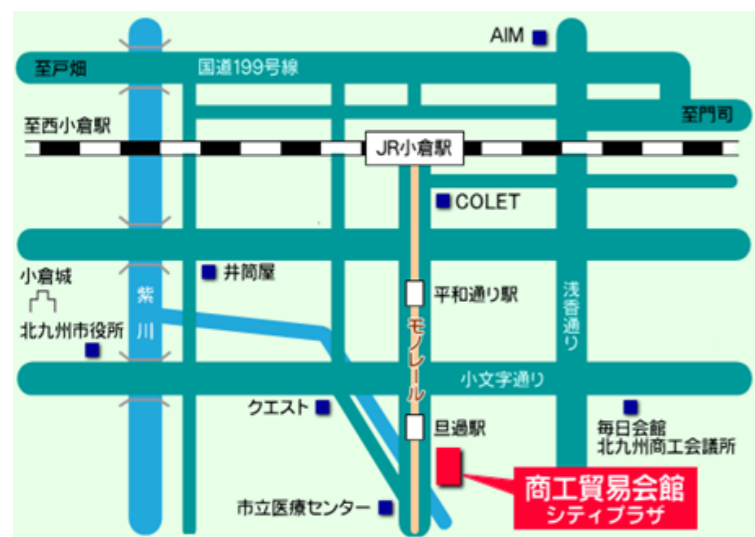 AIM
至戸畑
国道199号線
至門司
至西小倉駅
JR小倉駅
COLET
井筒屋
小倉城
紫川
平和通り駅
浅香通り
北九州市役所
モノレール
小文字通り
クエスト
旦過駅
毎日会館
北九州商工会議所
商工貿易会館
シティプラザ
市立医療センター